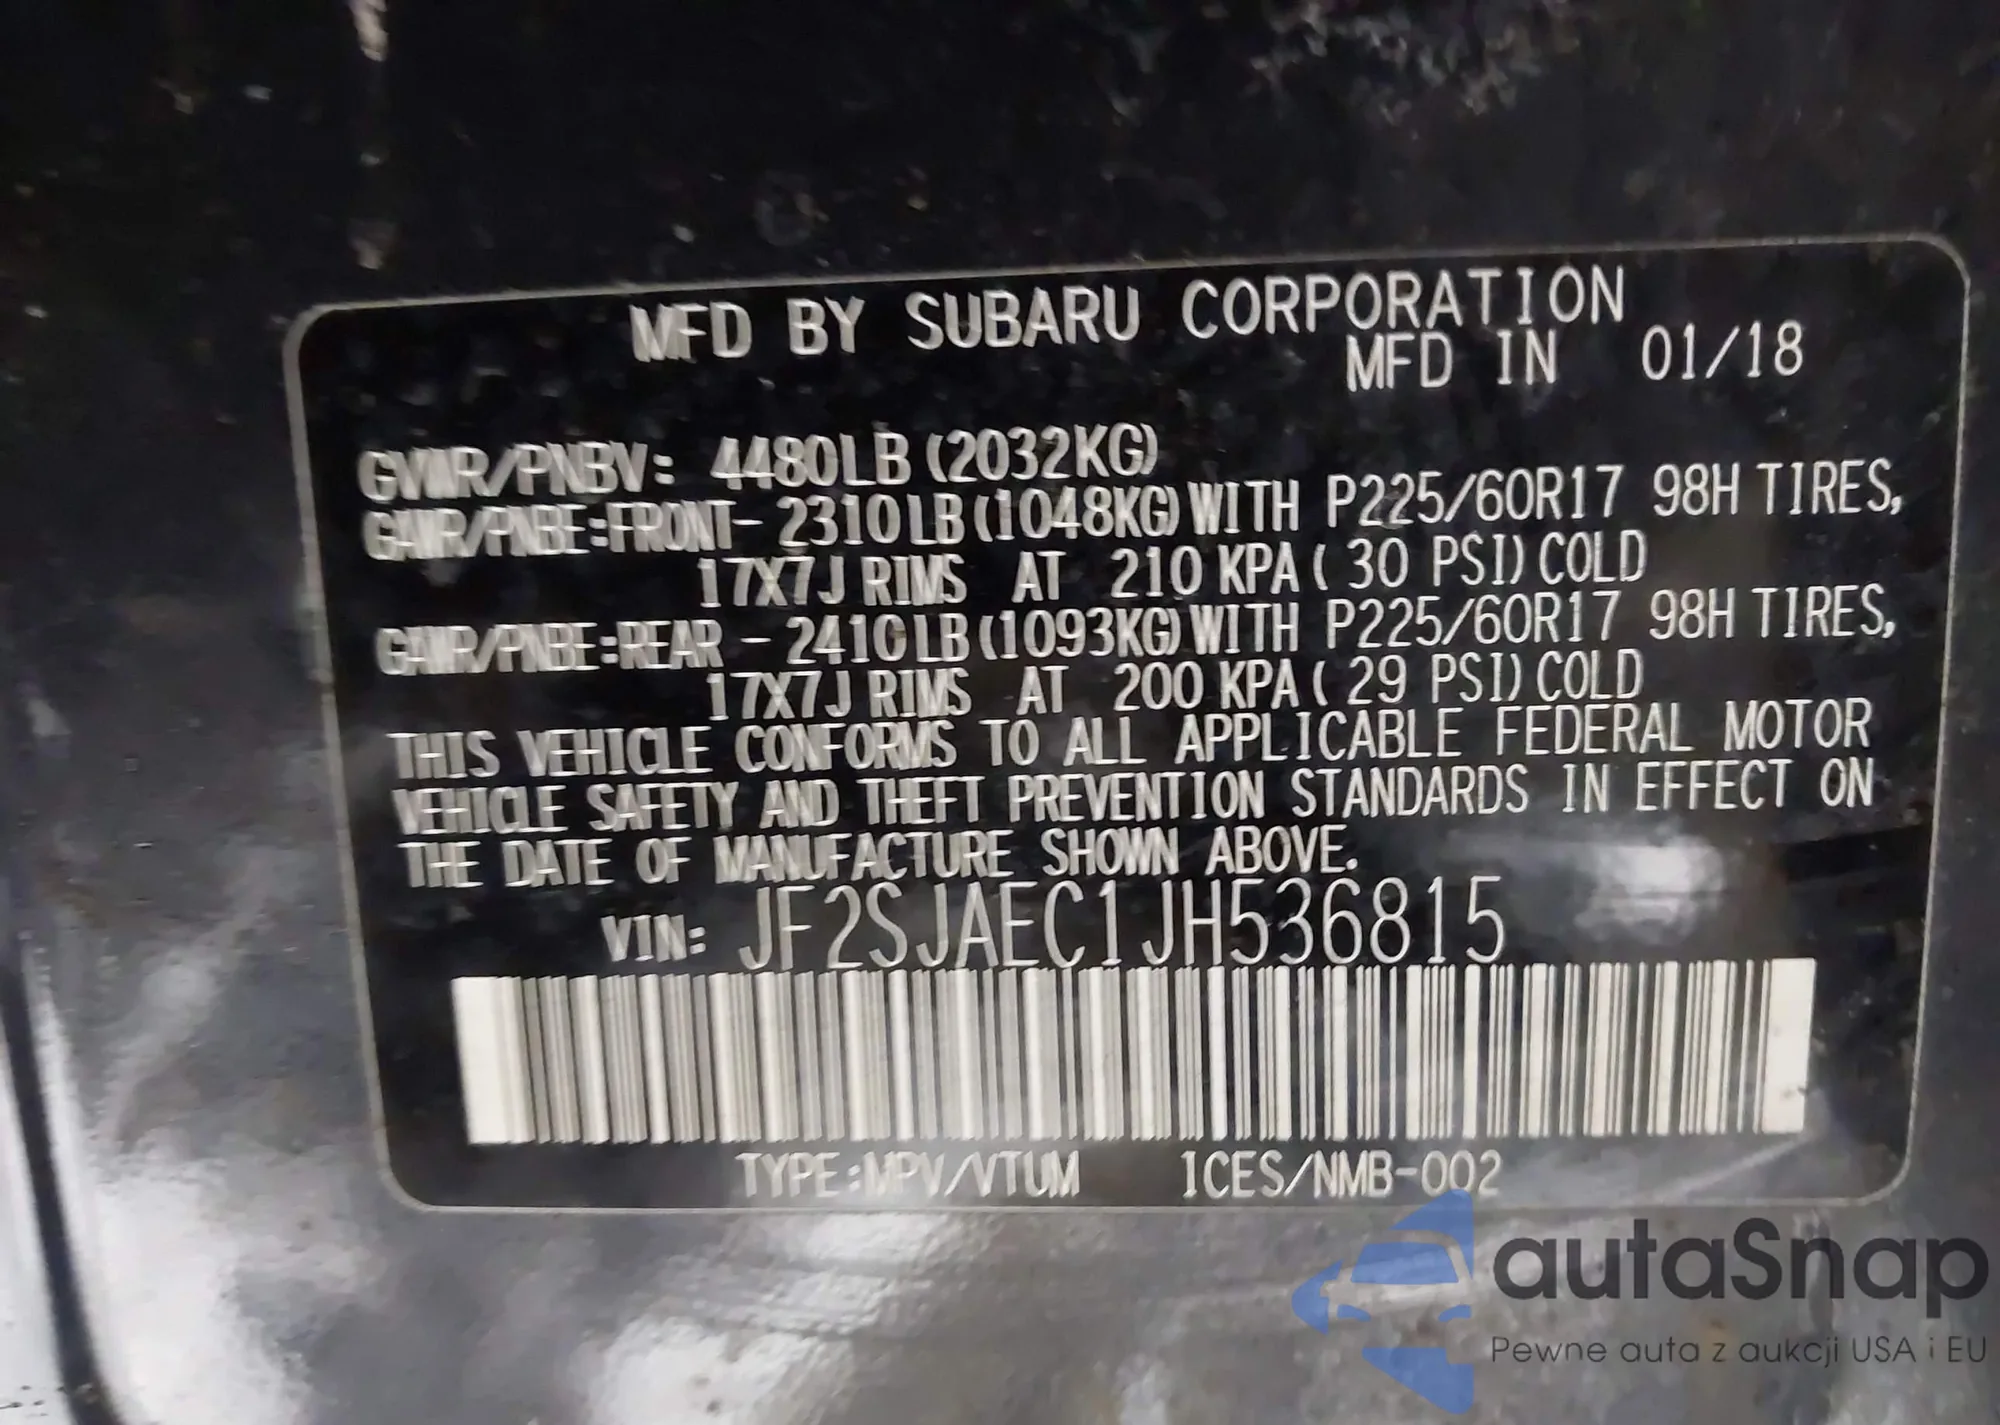 MFD BY SUBARU CORPORATION
MFD IN 01/18
GVWR/PNBV: 4480LB (2032KG)
GAWR/PNBE:FRONT- 2310LB(1048KG)WITH P225/60R17 98H TIRES,
17X7J RIMS AT 210 KPA( 30 PSI) COLD
GAWR/PNBE:REAR - 2410LB(1093KG)WITH P225/60R17 98H TIRES,
17X7J RIMS AT 200 KPA( 29 PSI) COLD
THIS VEHICLE CONFORMS TO ALL APPLICABLE FEDERAL MOTOR
VEHICLE SAFETY AND THEFT PREVENTION STANDARDS IN EFFECT ON
THE DATE OF MANUFACTURE SHOWN ABOVE.
VIN: JF2SJAEC1JH536815
TYPE:MPV/VTUM ICES/NMB-002
autaSnap
Pewne auta z aukcji USA i EU